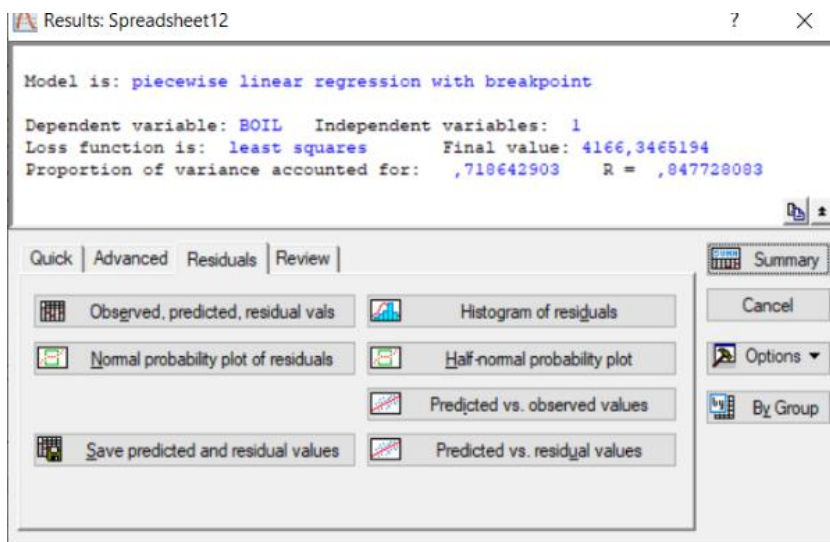 Results: Spreadsheet12 ? ×
Model is: piecewise linear regression with breakpoint
Dependent variable: BOIL Independent variables: 1
Loss function is: least squares Final value: 4166,3465194
Proportion of variance accounted for: ,718642903 R = ,847728083
Quick Advanced Residuals Review
Summary
Observed, predicted, residual vals Histogram of residuals
Cancel
Normal probability plot of residuals Half-normal probability plot
Options
Predicted vs. observed values
By Group
Save predicted and residual values Predicted vs. residual values